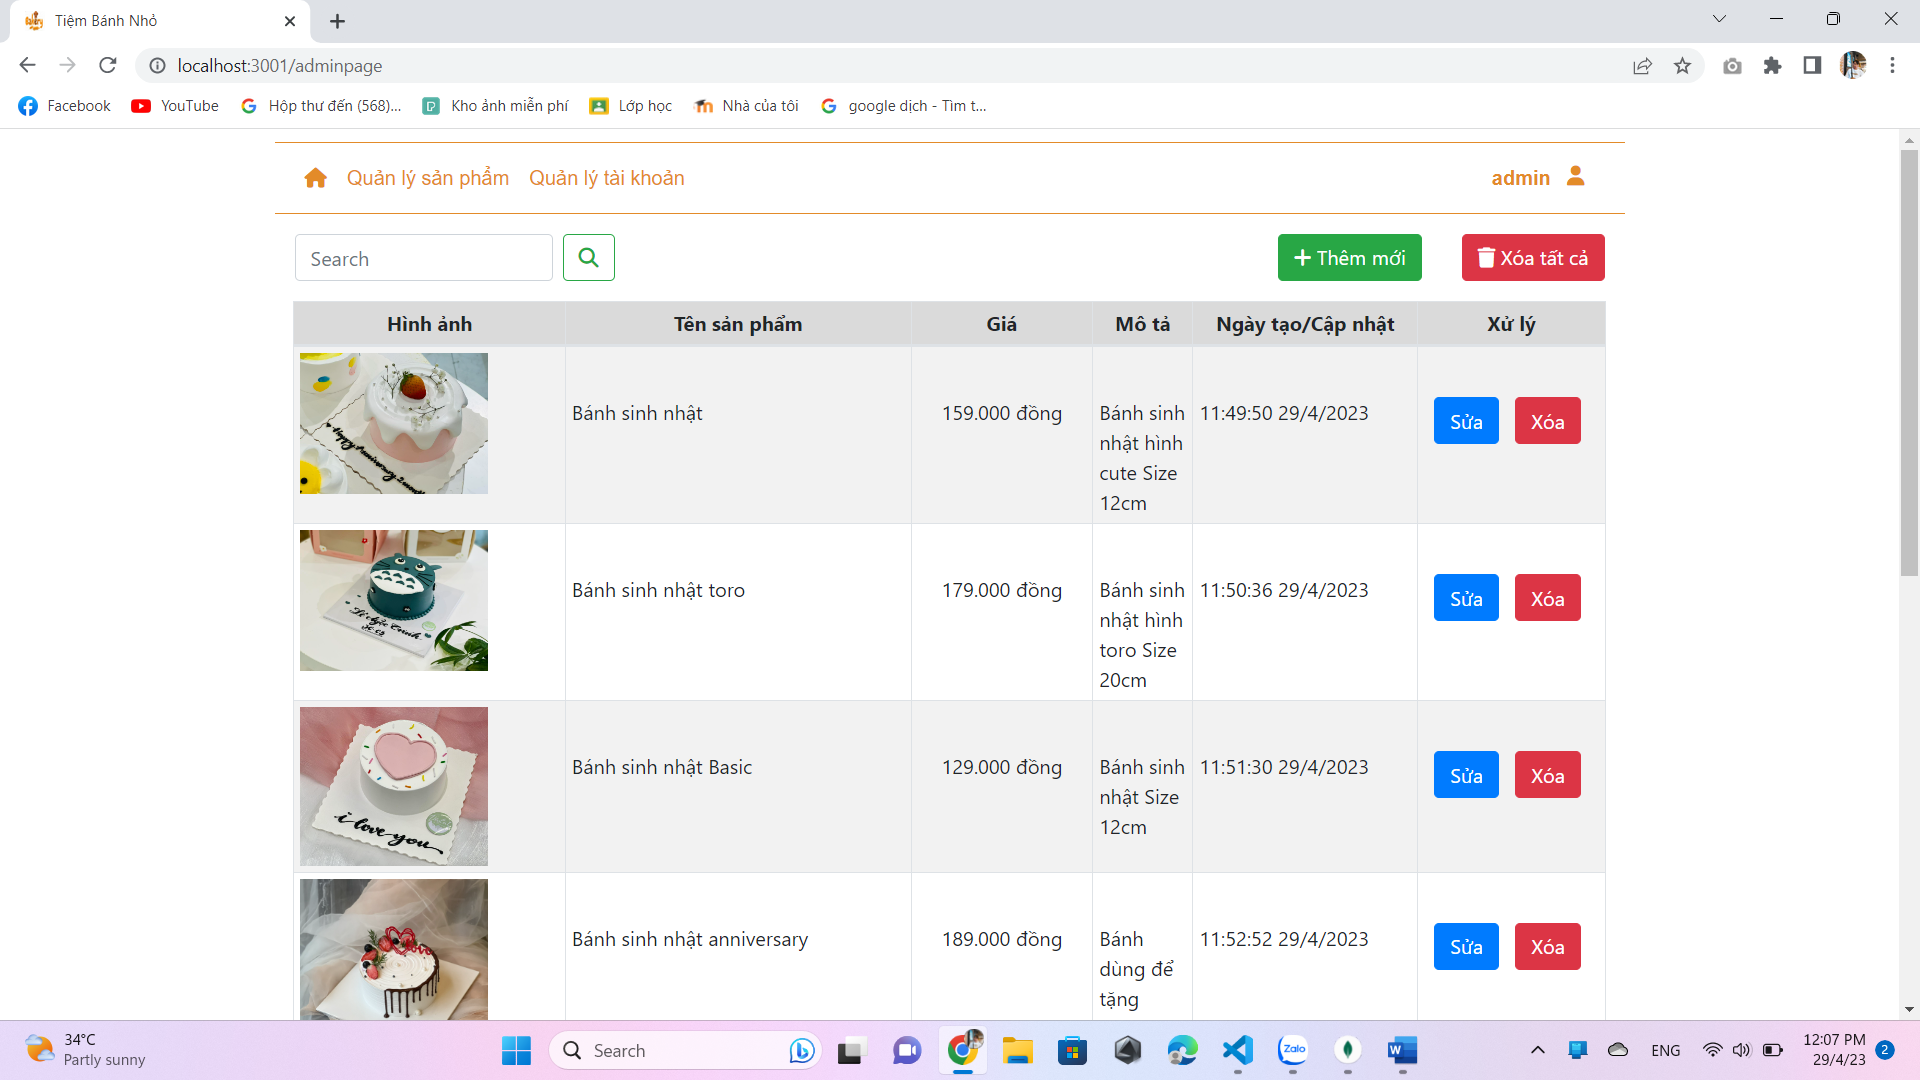 Tiệm Bánh Nhỏ
localhost:3001/adminpage
Facebook YouTube Hộp thư đến (568)... Kho ảnh miễn phí Lớp học Nhà của tôi google dịch - Tìm t...
Quản lý sản phẩm Quản lý tài khoản admin
Search Thêm mới Xóa tất cả
Hình ảnh Tên sản phẩm Giá Mô tả Ngày tạo/Cập nhật Xử lý
Happy Anniversary 2 month
Bánh sinh nhật 159.000 đồng Bánh sinh 11:49:50 29/4/2023 Sửa Xóa
nhật hình
cute Size
12cm
Bánh sinh nhật toro 179.000 đồng Bánh sinh 11:50:36 29/4/2023 Sửa Xóa
nhật hình
toro Size
20cm
i love you
Bánh sinh nhật Basic 129.000 đồng Bánh sinh 11:51:30 29/4/2023 Sửa Xóa
nhật Size
12cm
Bánh sinh nhật anniversary 189.000 đồng Bánh 11:52:52 29/4/2023 Sửa Xóa
dùng để
tặng
34°C
Partly sunny
Search
Zalo
W
ENG
12:07 PM
29/4/23
2